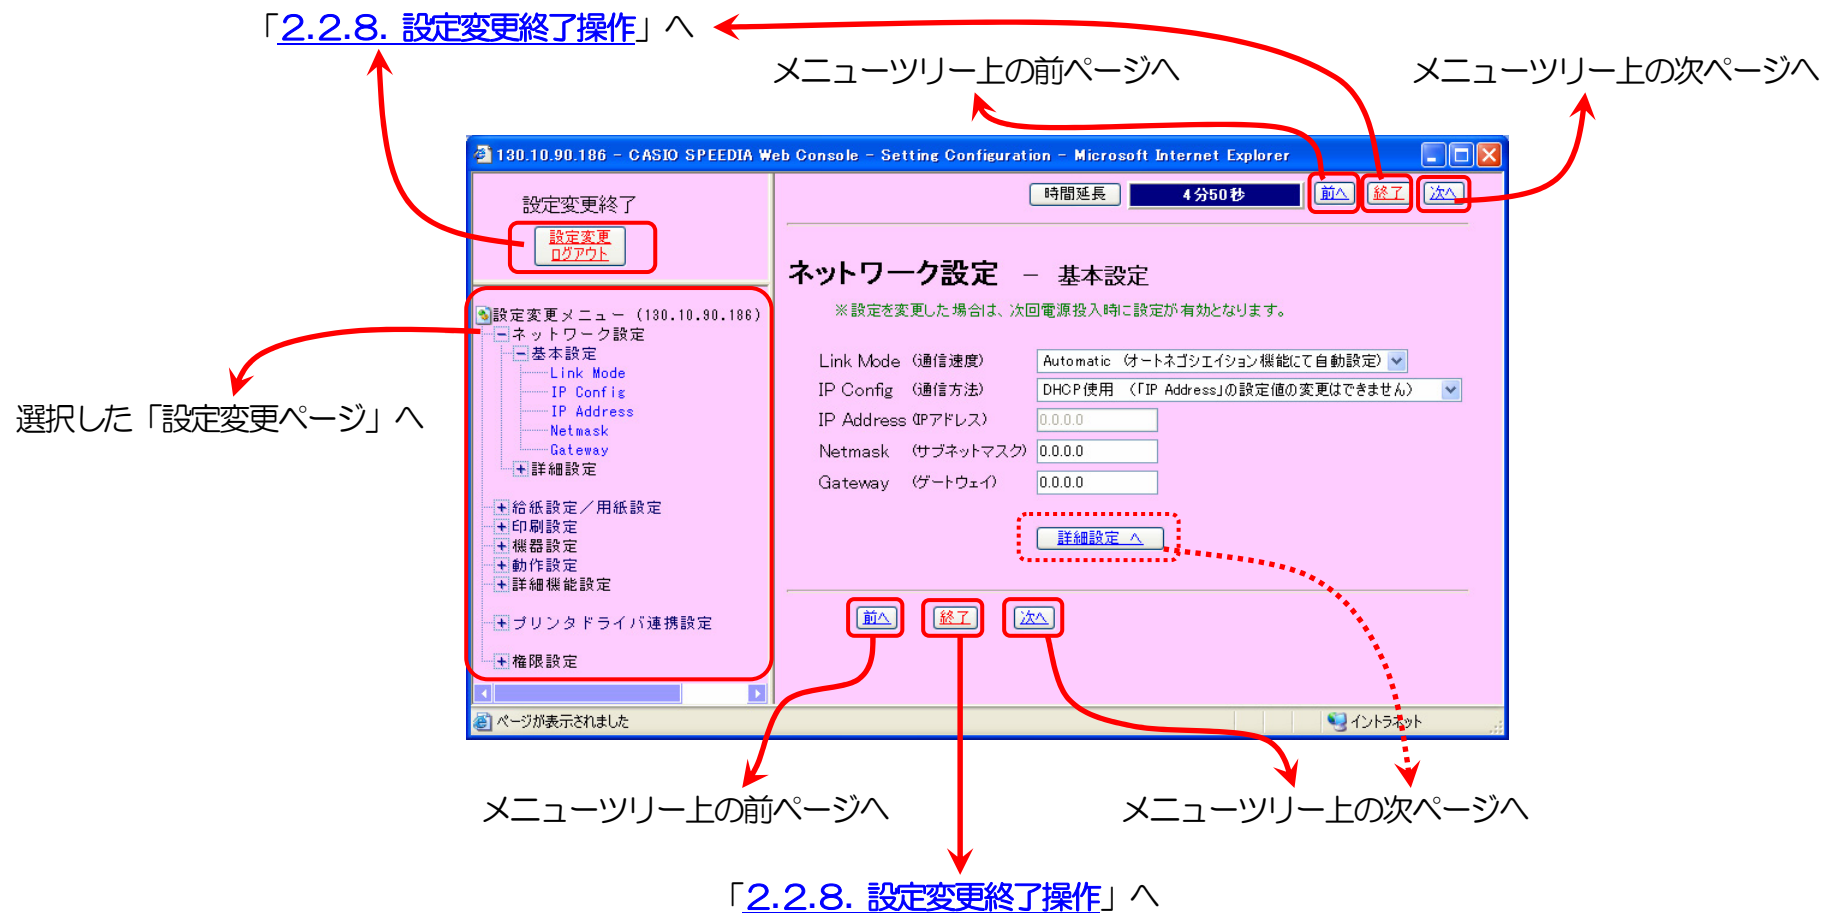 「2.2.8. 設定変更終了操作」へ
メニューツリー上の前ページへ
メニューツリー上の次ページへ
130.10.90.186 - CASIO SPEEDIA Web Console - Setting Configuration - Microsoft Internet Explorer
設定変更終了
設定変更
ログアウト
時間延長
4分50秒
前へ
終了
次へ
ネットワーク設定 － 基本設定
※設定を変更した場合は、次回電源投入時に設定が有効となります。
設定変更メニュー (130.10.90.186)
ネットワーク設定
基本設定
Link Mode
IP Config
IP Address
Netmask
Gateway
詳細設定
給紙設定／用紙設定
印刷設定
機器設定
動作設定
詳細機能設定
プリンタドライバ連携設定
権限設定
選択した「設定変更ページ」へ
Link Mode (通信速度) Automatic (オートネゴシエイション機能にて自動設定)
IP Config (通信方法) DHCP使用 (「IP Address」の設定値の変更はできません)
IP Address (IPアドレス) 0.0.0.0
Netmask (サブネットマスク) 0.0.0.0
Gateway (ゲートウェイ) 0.0.0.0
詳細設定 へ
前へ
終了
次へ
ページが表示されました
イントラネット
メニューツリー上の前ページへ
メニューツリー上の次ページへ
「2.2.8. 設定変更終了操作」へ